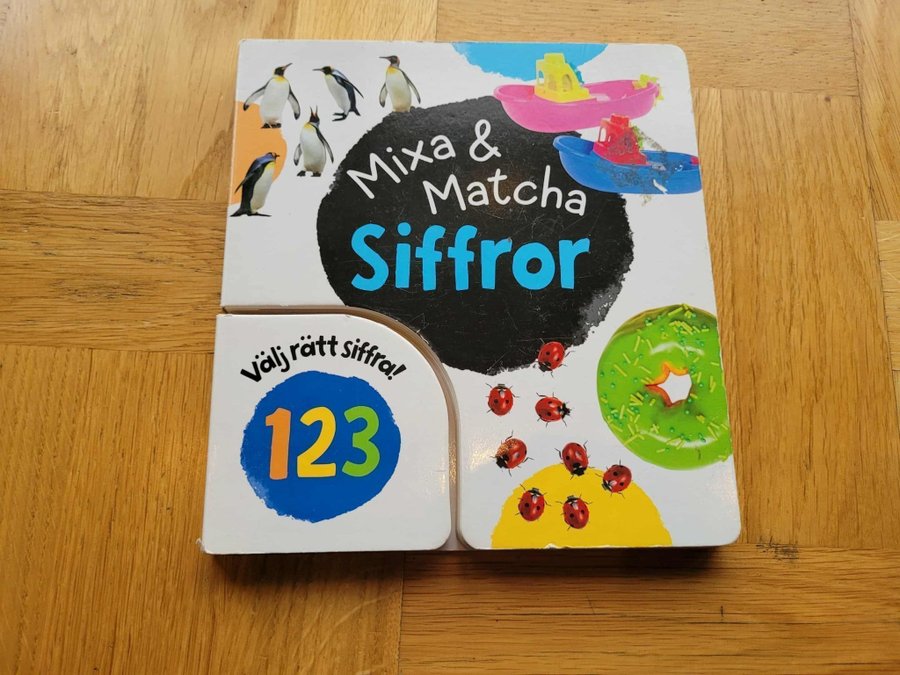 Mixa &
Matcha
Siffror
Välj rätt siffra!
123